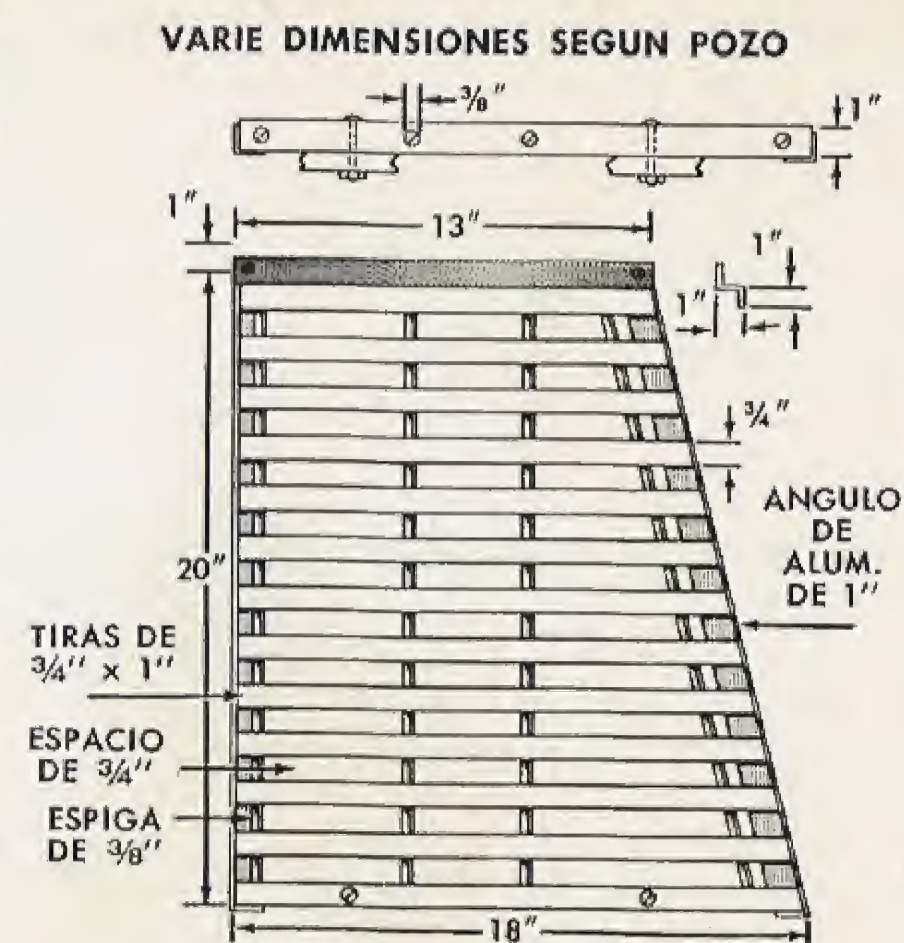 VARIE DIMENSIONES SEGUN POZO
3/8"
1"
1"
13"
1"
1"
3/4"
ANGULO
DE
ALUM.
DE 1"
20"
TIRAS DE
3/4" x 1"
ESPACIO
DE 3/4"
ESPIGA
DE 3/8"
18"